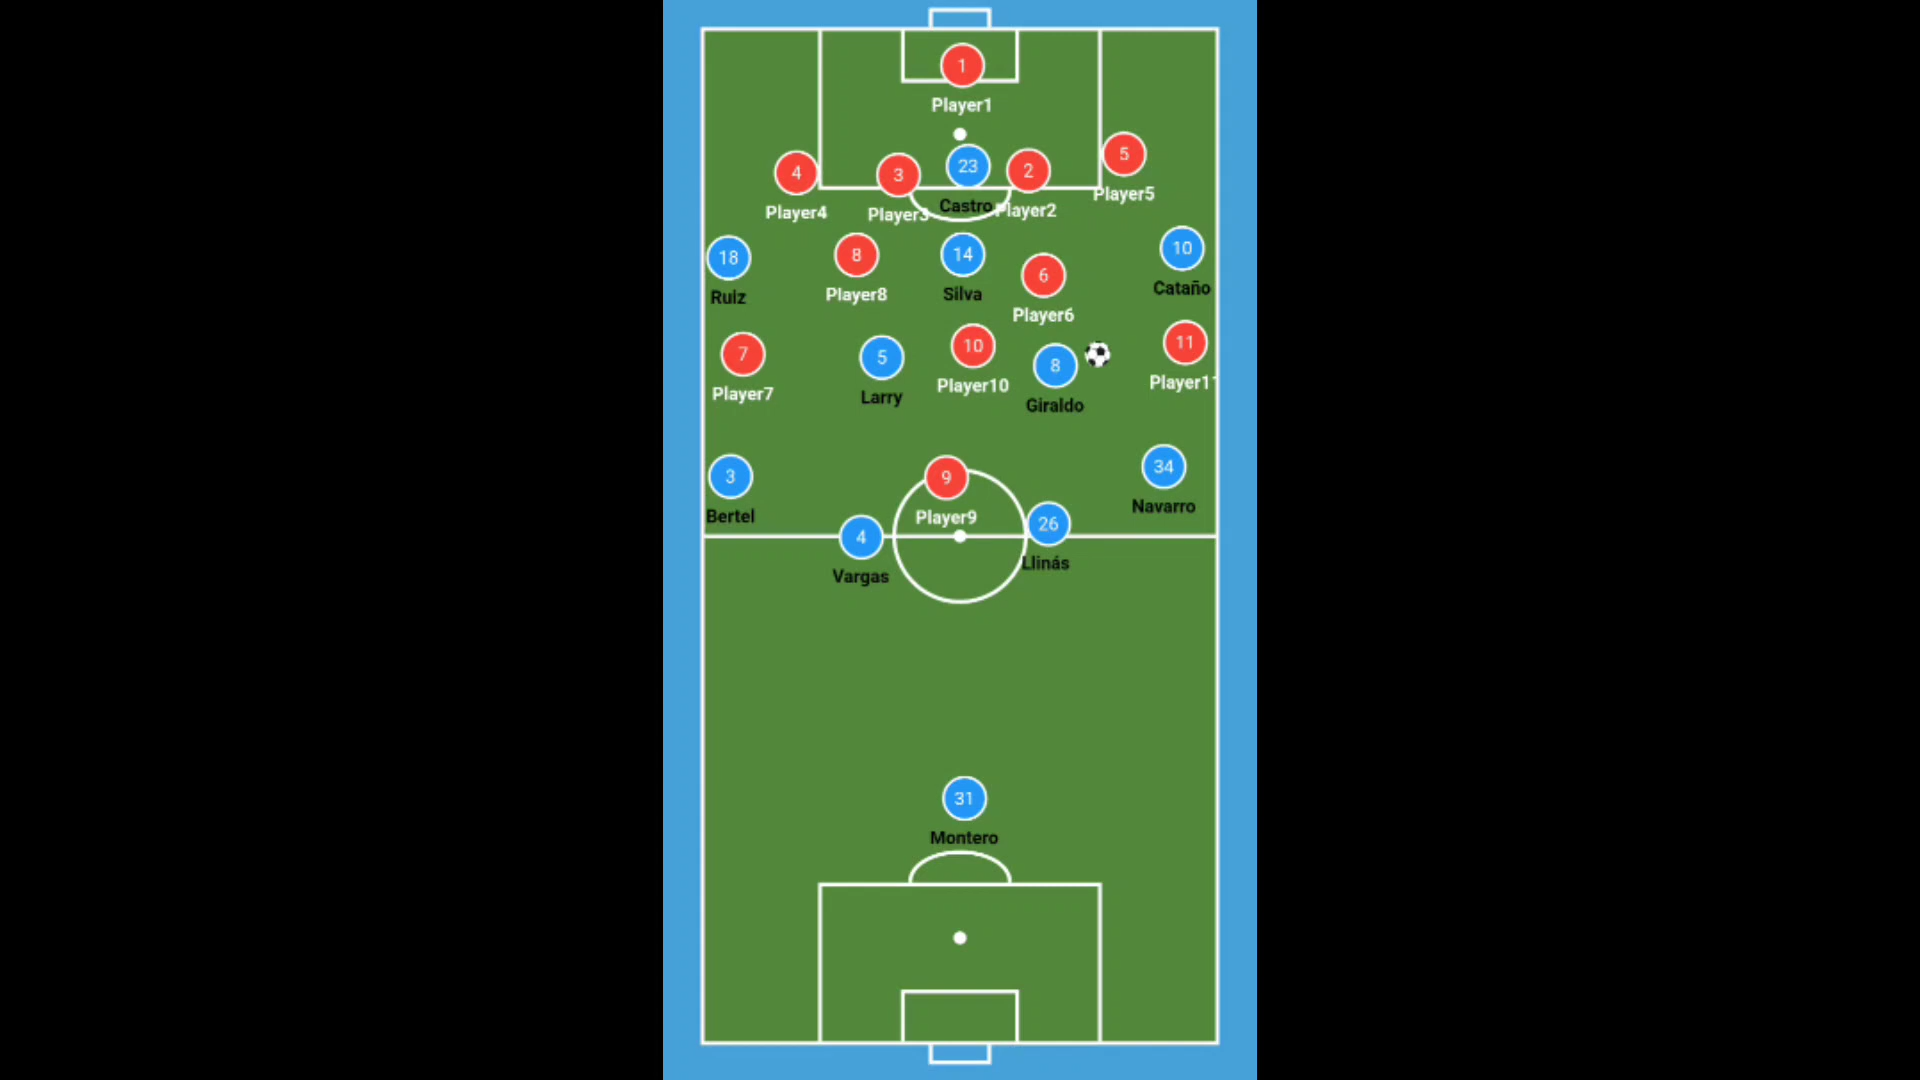 1
Player1
5
23
2
4
3
Player5
Castro
Player2
Player4
Player3
10
14
8
18
6
Cataño
Silva
Player8
Ruiz
Player6
11
10
7
5
8
Player11
Player10
Player7
Larry
Giraldo
34
3
9
Navarro
Bertel
Player9
26
4
Llinás
Vargas
31
Montero